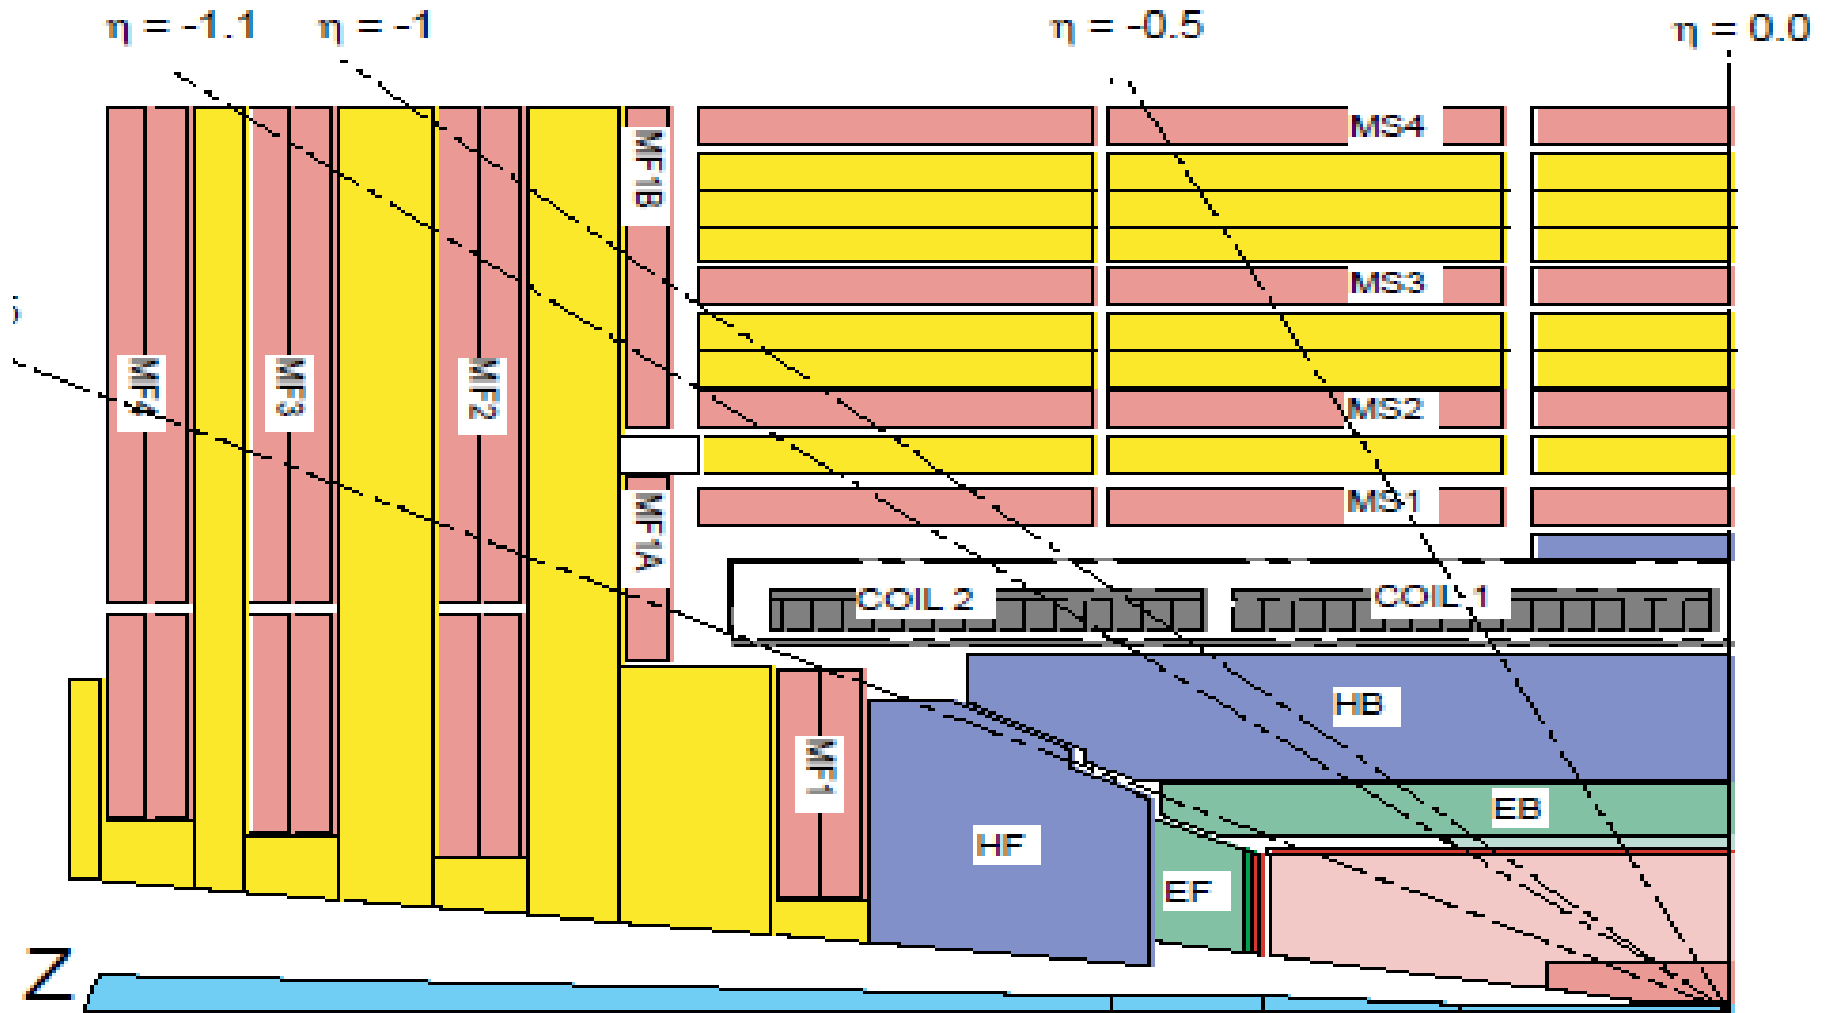 η = -1.1
η = -1
η = -0.5
η = 0.0
MS4
MF1B
MS3
MF4
MF3
MF2
MS2
MS1
MF1A
COIL 2
COIL 1
HB
MF1
EB
HF
EF
Z